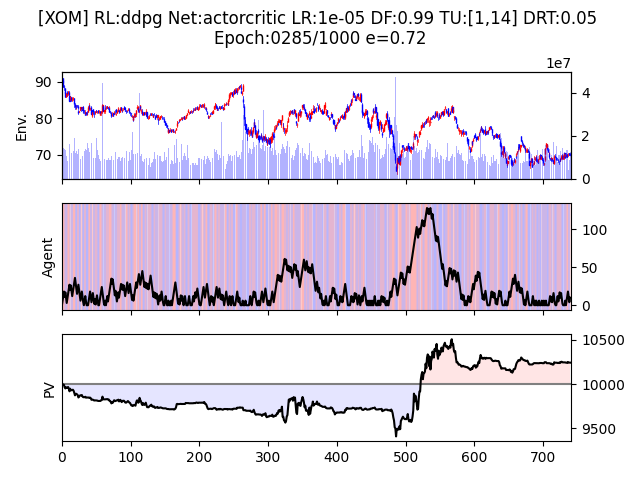 [XOM] RL:ddpg Net:actorcritic LR:1e-05 DF:0.99 TU:[1,14] DRT:0.05
Epoch:0285/1000 e=0.72
1e7
90
80
70
Env.
4
2
0
Agent
100
50
0
PV
10500
10000
9500
0 100 200 300 400 500 600 700